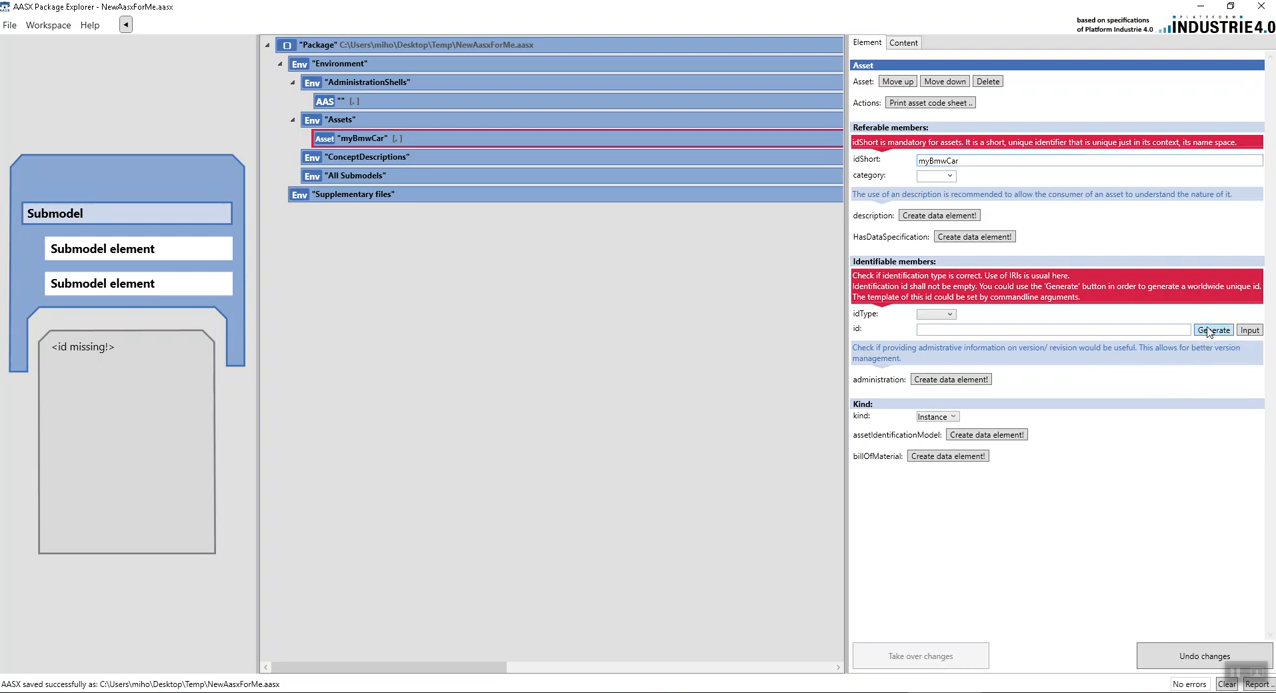 AASX Package Explorer - NewAasxForMe.aasx
File Workspace Help
based on specifications
of Platform Industrie 4.0
PLATTFORM
INDUSTRIE4.0
Submodel
Submodel element
Submodel element
<id missing!>
"Package" C:\Users\miho\Desktop\Temp\NewAasxForMe.aasx
Env "Environment"
Env "AdministrationShells"
AAS "" [, ]
Env "Assets"
Asset "myBmwCar" [, ]
Env "ConceptDescriptions"
Env "All Submodels"
Env "Supplementary files"
Element Content
Asset
Asset: Move up Move down Delete
Actions: Print asset code sheet ..
Referable members:
idShort is mandatory for assets. It is a short, unique identifier that is unique just in its context, its name space.
idShort: myBmwCar
category:
The use of an description is recommended to allow the consumer of an asset to understand the nature of it.
description: Create data element!
HasDataSpecification: Create data element!
Identifiable members:
Check if identification type is correct. Use of IRIs is usual here.
Identification id shall not be empty. You could use the 'Generate' button in order to generate a worldwide unique id.
The template of this id could be set by commandline arguments.
idType:
id: Generate Input
Check if providing admistrative information on version/ revision would be useful. This allows for better version
management.
administration: Create data element!
Kind:
kind: Instance
assetIdentificationModel: Create data element!
billOfMaterial: Create data element!
Take over changes Undo changes
AASX saved successfully as: C:\Users\miho\Desktop\Temp\NewAasxForMe.aasx
No errors Clear Report ..